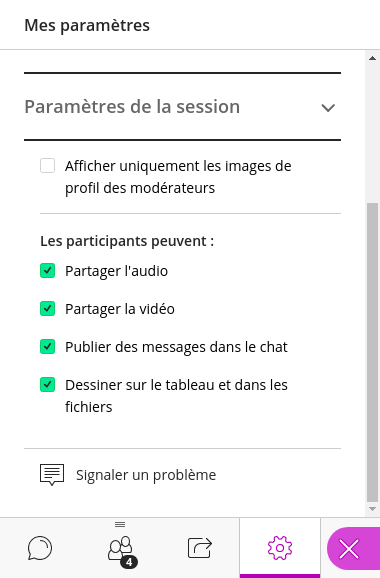 Mes paramètres
Paramètres de la session
Afficher uniquement les images de
profil des modérateurs
Les participants peuvent :
Partager l'audio
Partager la vidéo
Publier des messages dans le chat
Dessiner sur le tableau et dans les
fichiers
Signaler un problème
4